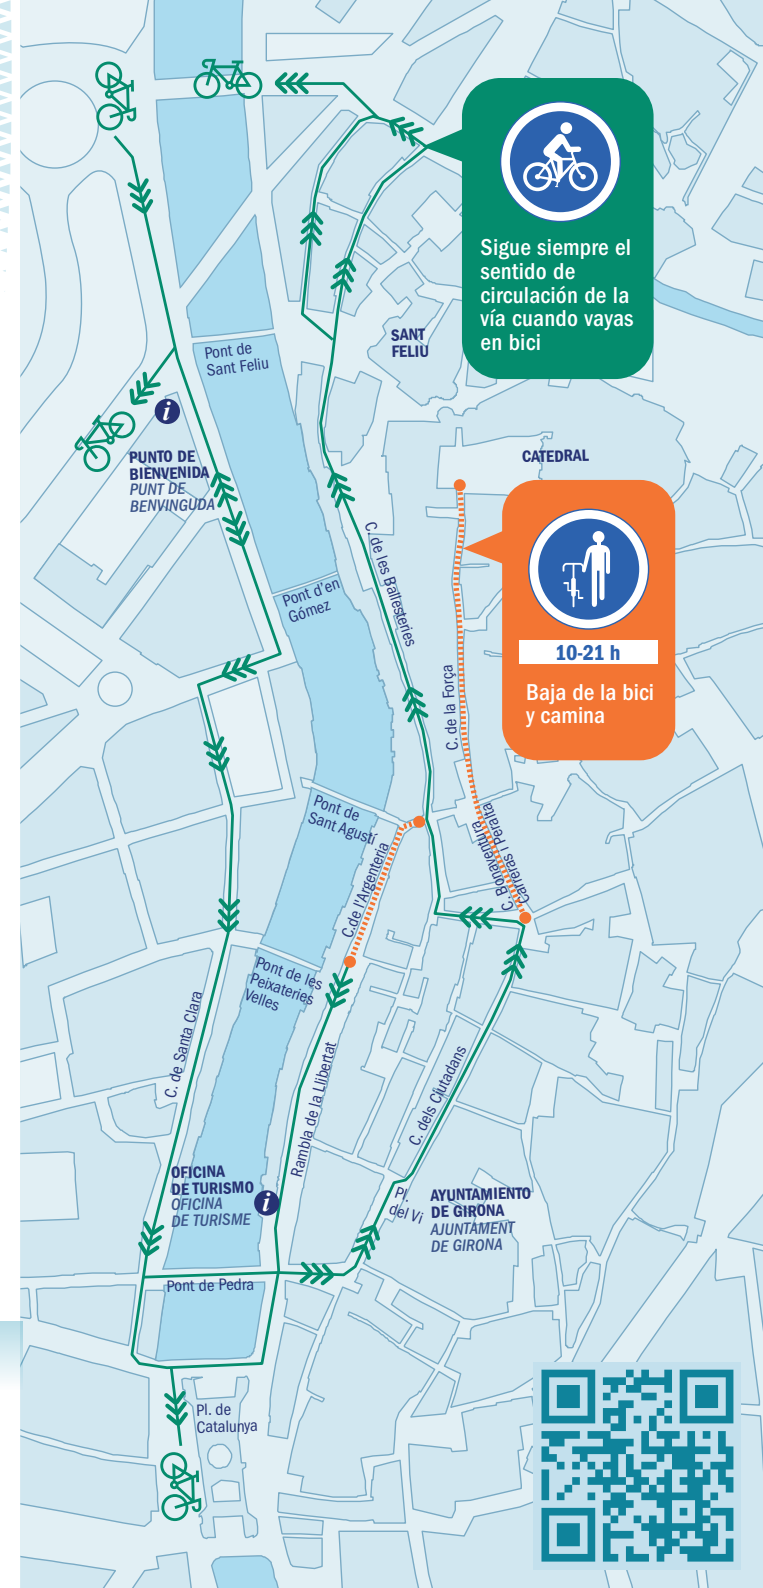 Sigue siempre el
sentido de
circulación de la
vía cuando vayas
en bici
SANT
FELIU
Pont de
Sant Feliu
i
PUNTO DE
BIENVENIDA
PUNT DE
BENVINGUDA
CATEDRAL
10-21 h
Baja de la bici
y camina
C. de les Ballesteries
Pont d'en
Gómez
C. de la Força
Pont de
Sant Agustí
C. Bonaventura
Carreras i Peralta
C.de l'Argenteria
Pont de les
Peixateries
Velles
C. de Santa Clara
Rambla de la Llibertat
C. dels Ciutadans
OFICINA
DE TURISMO
OFICINA
DE TURISME
i
Pl.
del Vi
AYUNTAMIENTO
DE GIRONA
AJUNTAMENT
DE GIRONA
Pont de Pedra
Pl. de
Catalunya